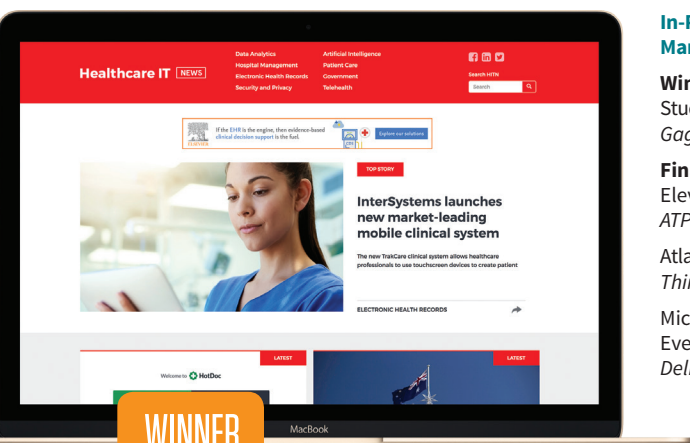 Healthcare IT NEWS
Data Analytics
Hospital Management
Electronic Health Records
Security and Privacy
Artificial Intelligence
Patient Care
Government
Telehealth
Search HITN
Search
ELSEVIER
If the EHR is the engine, then evidence-based
clinical decision support is the fuel.
Explore our solutions
TOP STORY
InterSystems launches
new market-leading
mobile clinical system
The new TrakCare clinical system allows healthcare
professionals to use touchscreen devices to create patient
ELECTRONIC HEALTH RECORDS
LATEST
Welcome to HotDoc
LATEST
MacBook
WINNER
In-
Mar
Win
Stu
Gag
Fin
Elev
ATP
Atla
Thi
Mic
Eve
Del